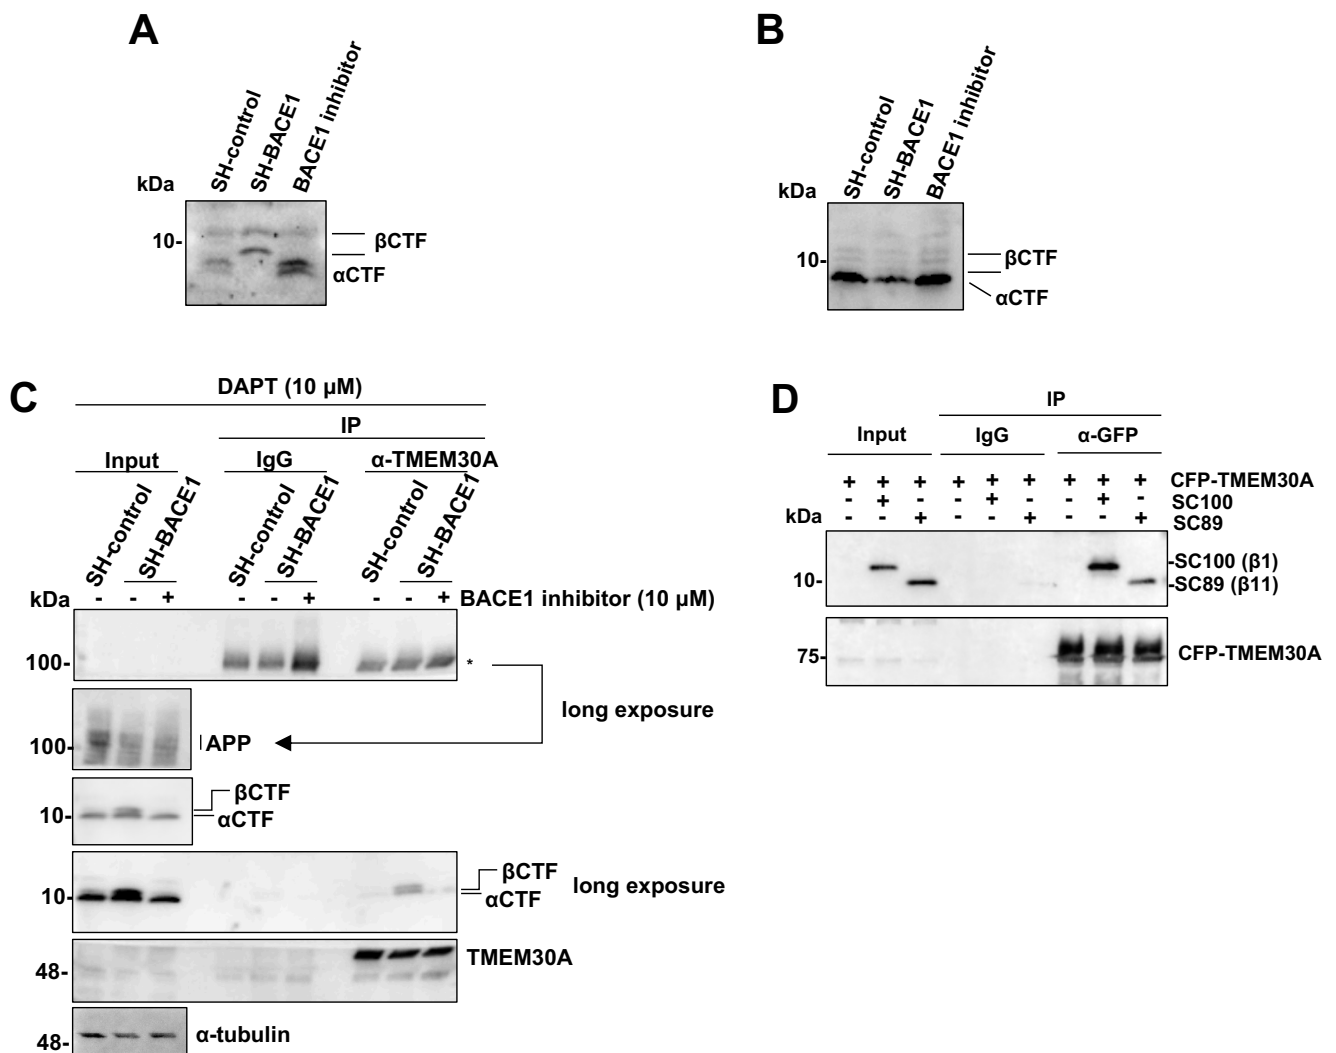 A
SH-control
SH-BACE1
BACE1 inhibitor
kDa
10-
βCTF
αCTF
B
SH-control
SH-BACE1
BACE1 inhibitor
kDa
10-
βCTF
αCTF
C
DAPT (10 μM)
IP
Input
IgG
α-TMEM30A
SH-control
SH-BACE1
SH-control
SH-BACE1
SH-control
SH-BACE1
kDa
- - + - - + - - + BACE1 inhibitor (10 μM)
100-
*
long exposure
100-
APP
10-
βCTF
αCTF
10-
βCTF
αCTF
long exposure
48-
TMEM30A
48-
α-tubulin
D
IP
Input
IgG
α-GFP
+ + + + + + + + + CFP-TMEM30A
- + - - + - - + - SC100
- - + - - + - - + SC89
kDa
10-
-SC100 (β1)
-SC89 (β11)
75-
CFP-TMEM30A